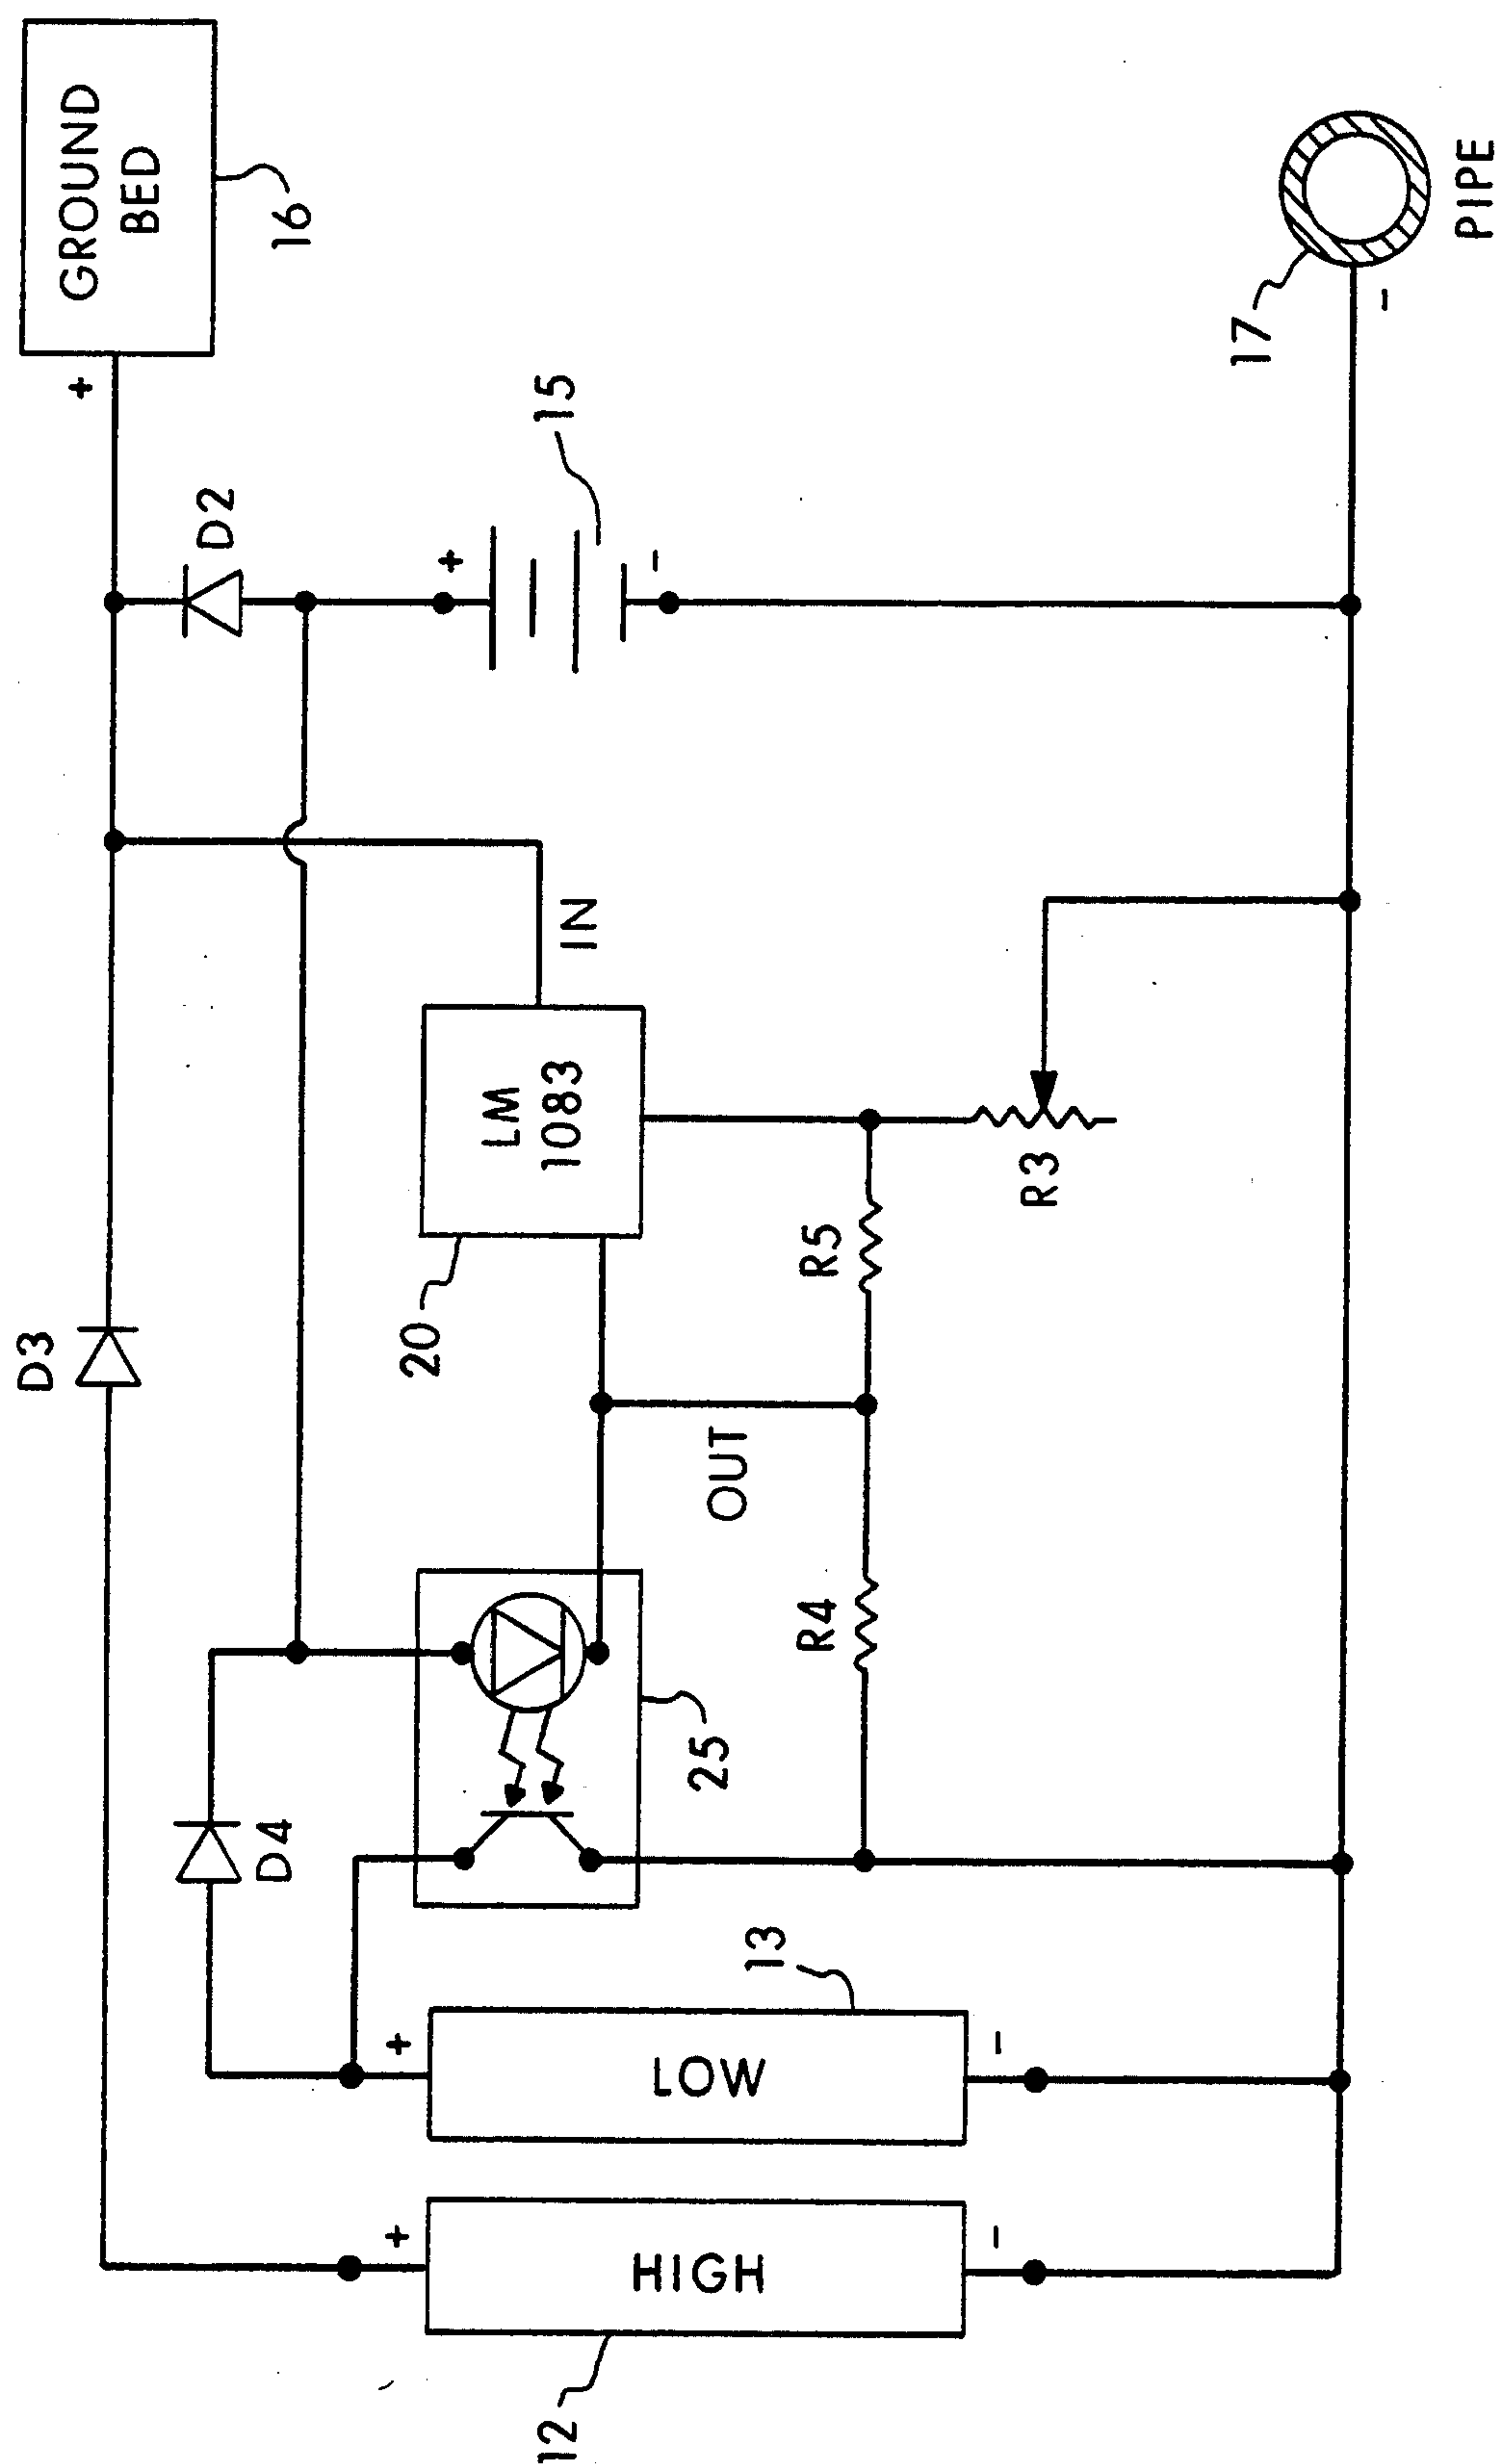 GROUND
BED
16
+
D2
15
+
-
17
PIPE
-
IN
LM
1083
20
R3
R5
D3
OUT
R4
25
D4
13
+
LOW
-
+
HIGH
-
12